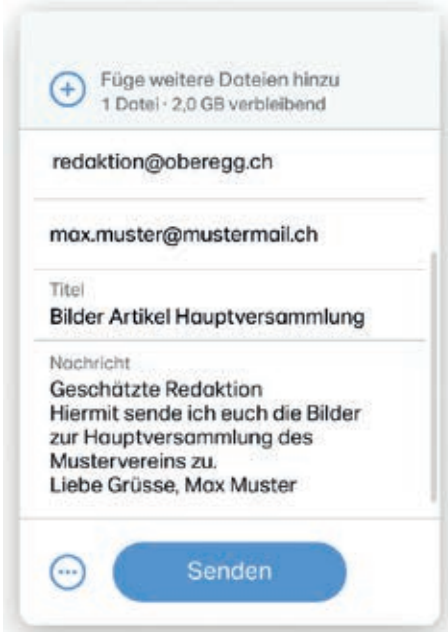 Füge weitere Dateien hinzu
1 Datei · 2,0 GB verbleibend
redaktion@oberegg.ch
max.muster@mustermail.ch
Titel
Bilder Artikel Hauptversammlung
Nachricht
Geschätzte Redaktion
Hiermit sende ich euch die Bilder
zur Hauptversammlung des
Mustervereins zu.
Liebe Grüsse, Max Muster
Senden